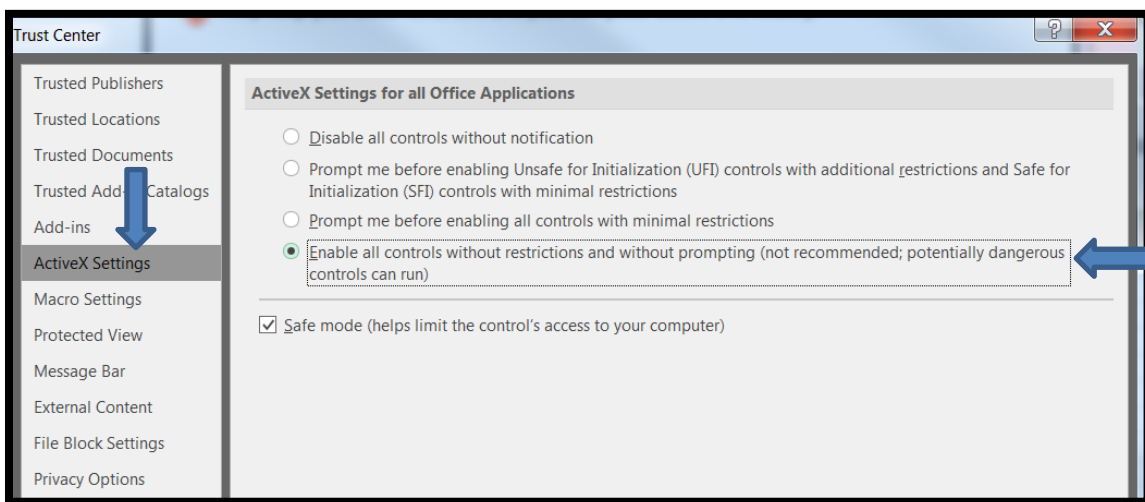 Trust Center
Trusted Publishers
Trusted Locations
Trusted Documents
Trusted Add- Catalogs
Add-ins
ActiveX Settings
Macro Settings
Protected View
Message Bar
External Content
File Block Settings
Privacy Options
ActiveX Settings for all Office Applications
Disable all controls without notification
Prompt me before enabling Unsafe for Initialization (UFI) controls with additional restrictions and Safe for
Initialization (SFI) controls with minimal restrictions
Prompt me before enabling all controls with minimal restrictions
Enable all controls without restrictions and without prompting (not recommended; potentially dangerous
controls can run)
Safe mode (helps limit the control's access to your computer)